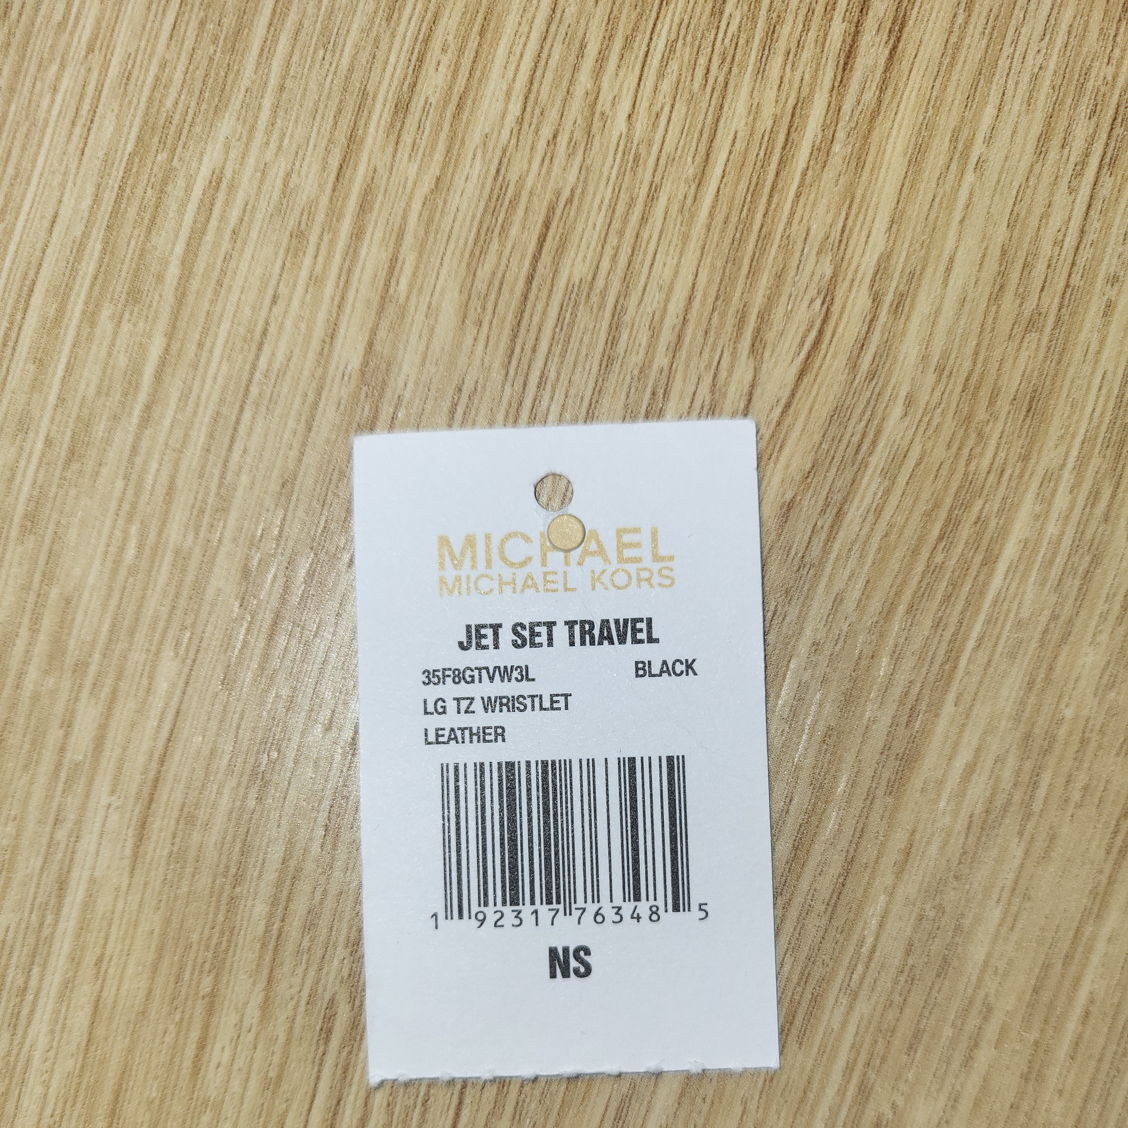 MICHAEL
MICHAEL KORS
JET SET TRAVEL
35F8GTVW3L BLACK
LG TZ WRISTLET
LEATHER
1 92317 76348 5
NS